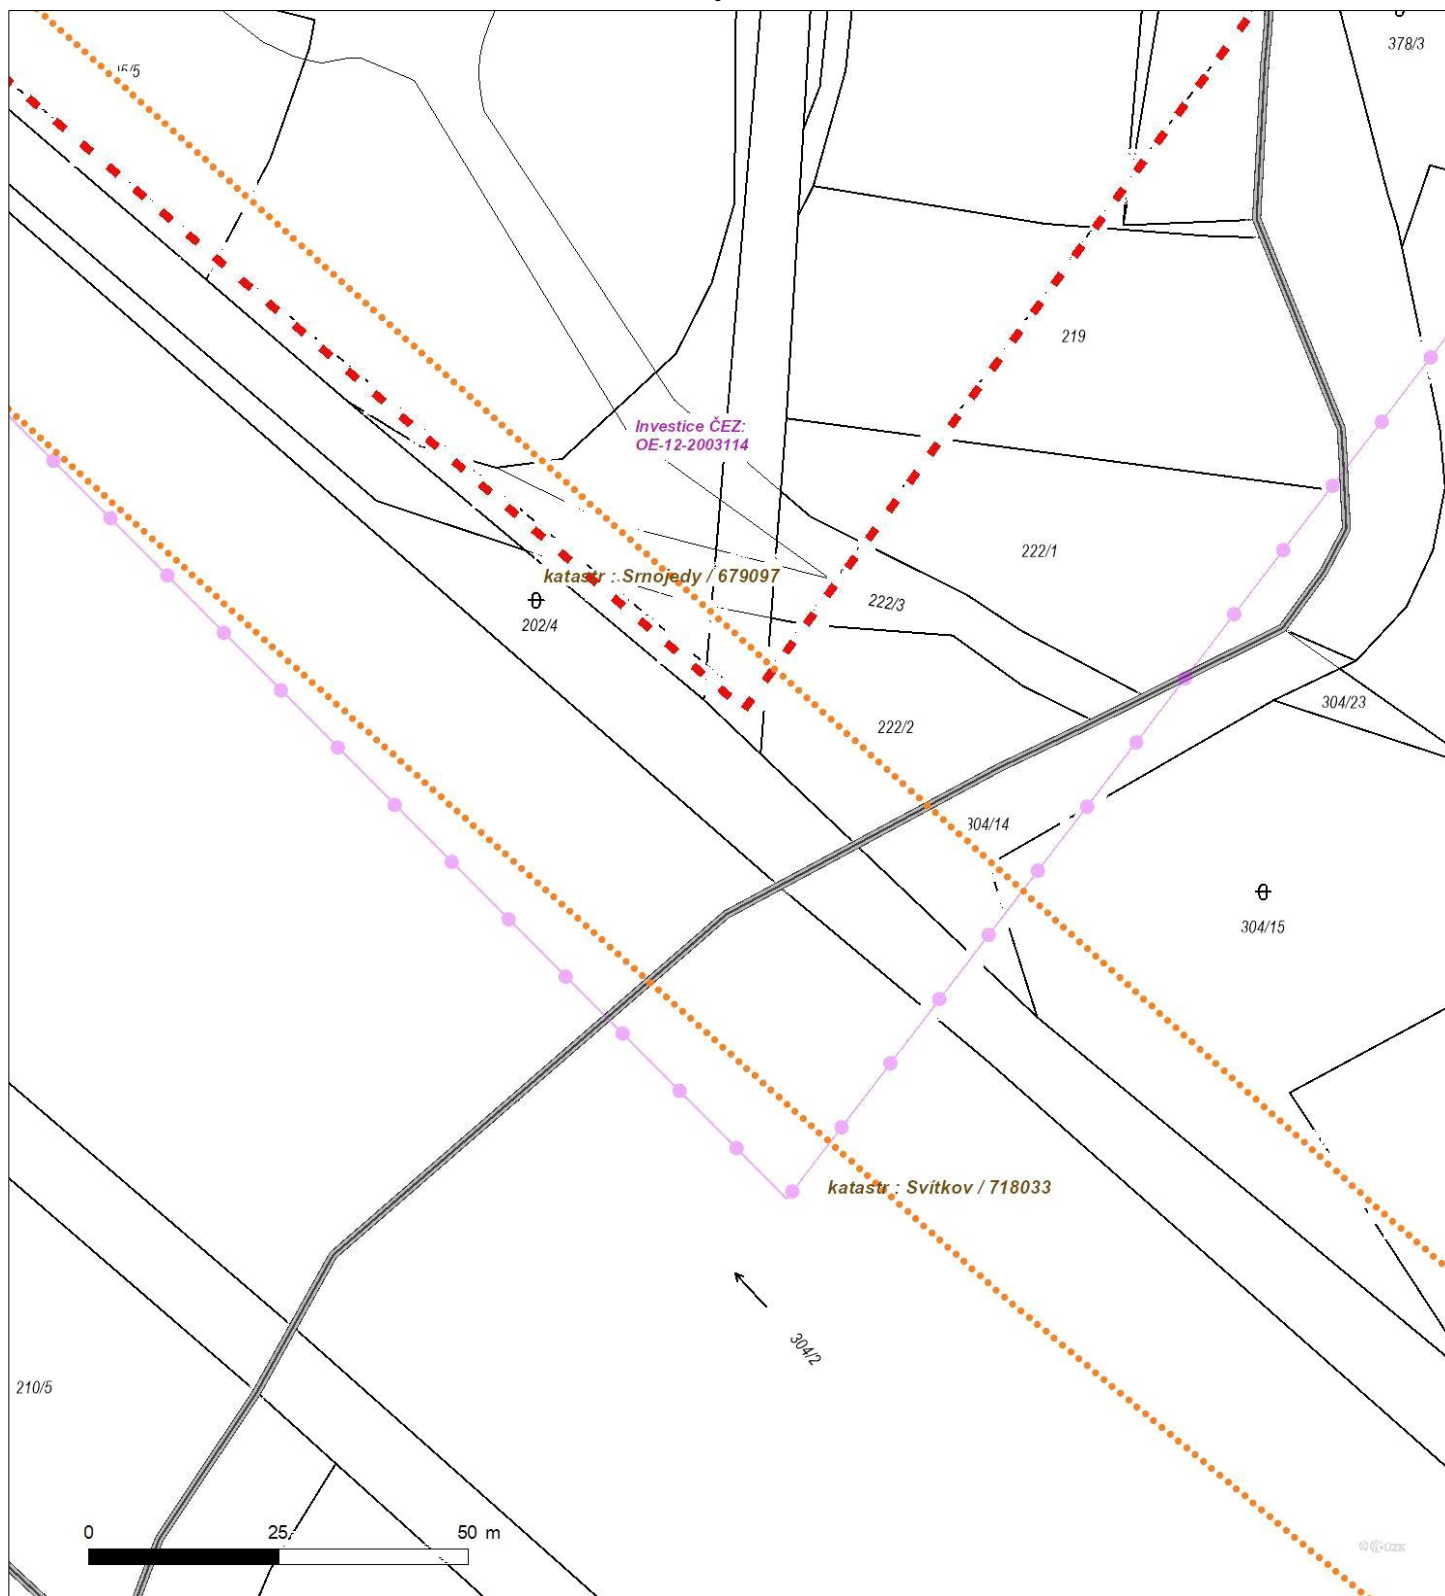 378/3
219
Investice ČEZ:
OE-12-2003114
222/1
katastr : Srnojedy / 679097
222/3
202/4
304/23
222/2
304/14
304/15
katastr : Svítkov / 718033
304/2
210/5
0 25 50 m